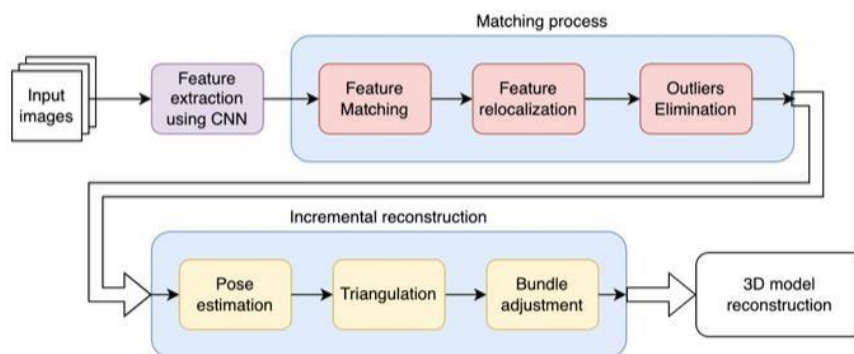 Matching process
Input
images
Feature
extraction
using CNN
Feature
Matching
Feature
relocalization
Outliers
Elimination
Incremental reconstruction
Pose
estimation
Triangulation
Bundle
adjustment
3D model
reconstruction